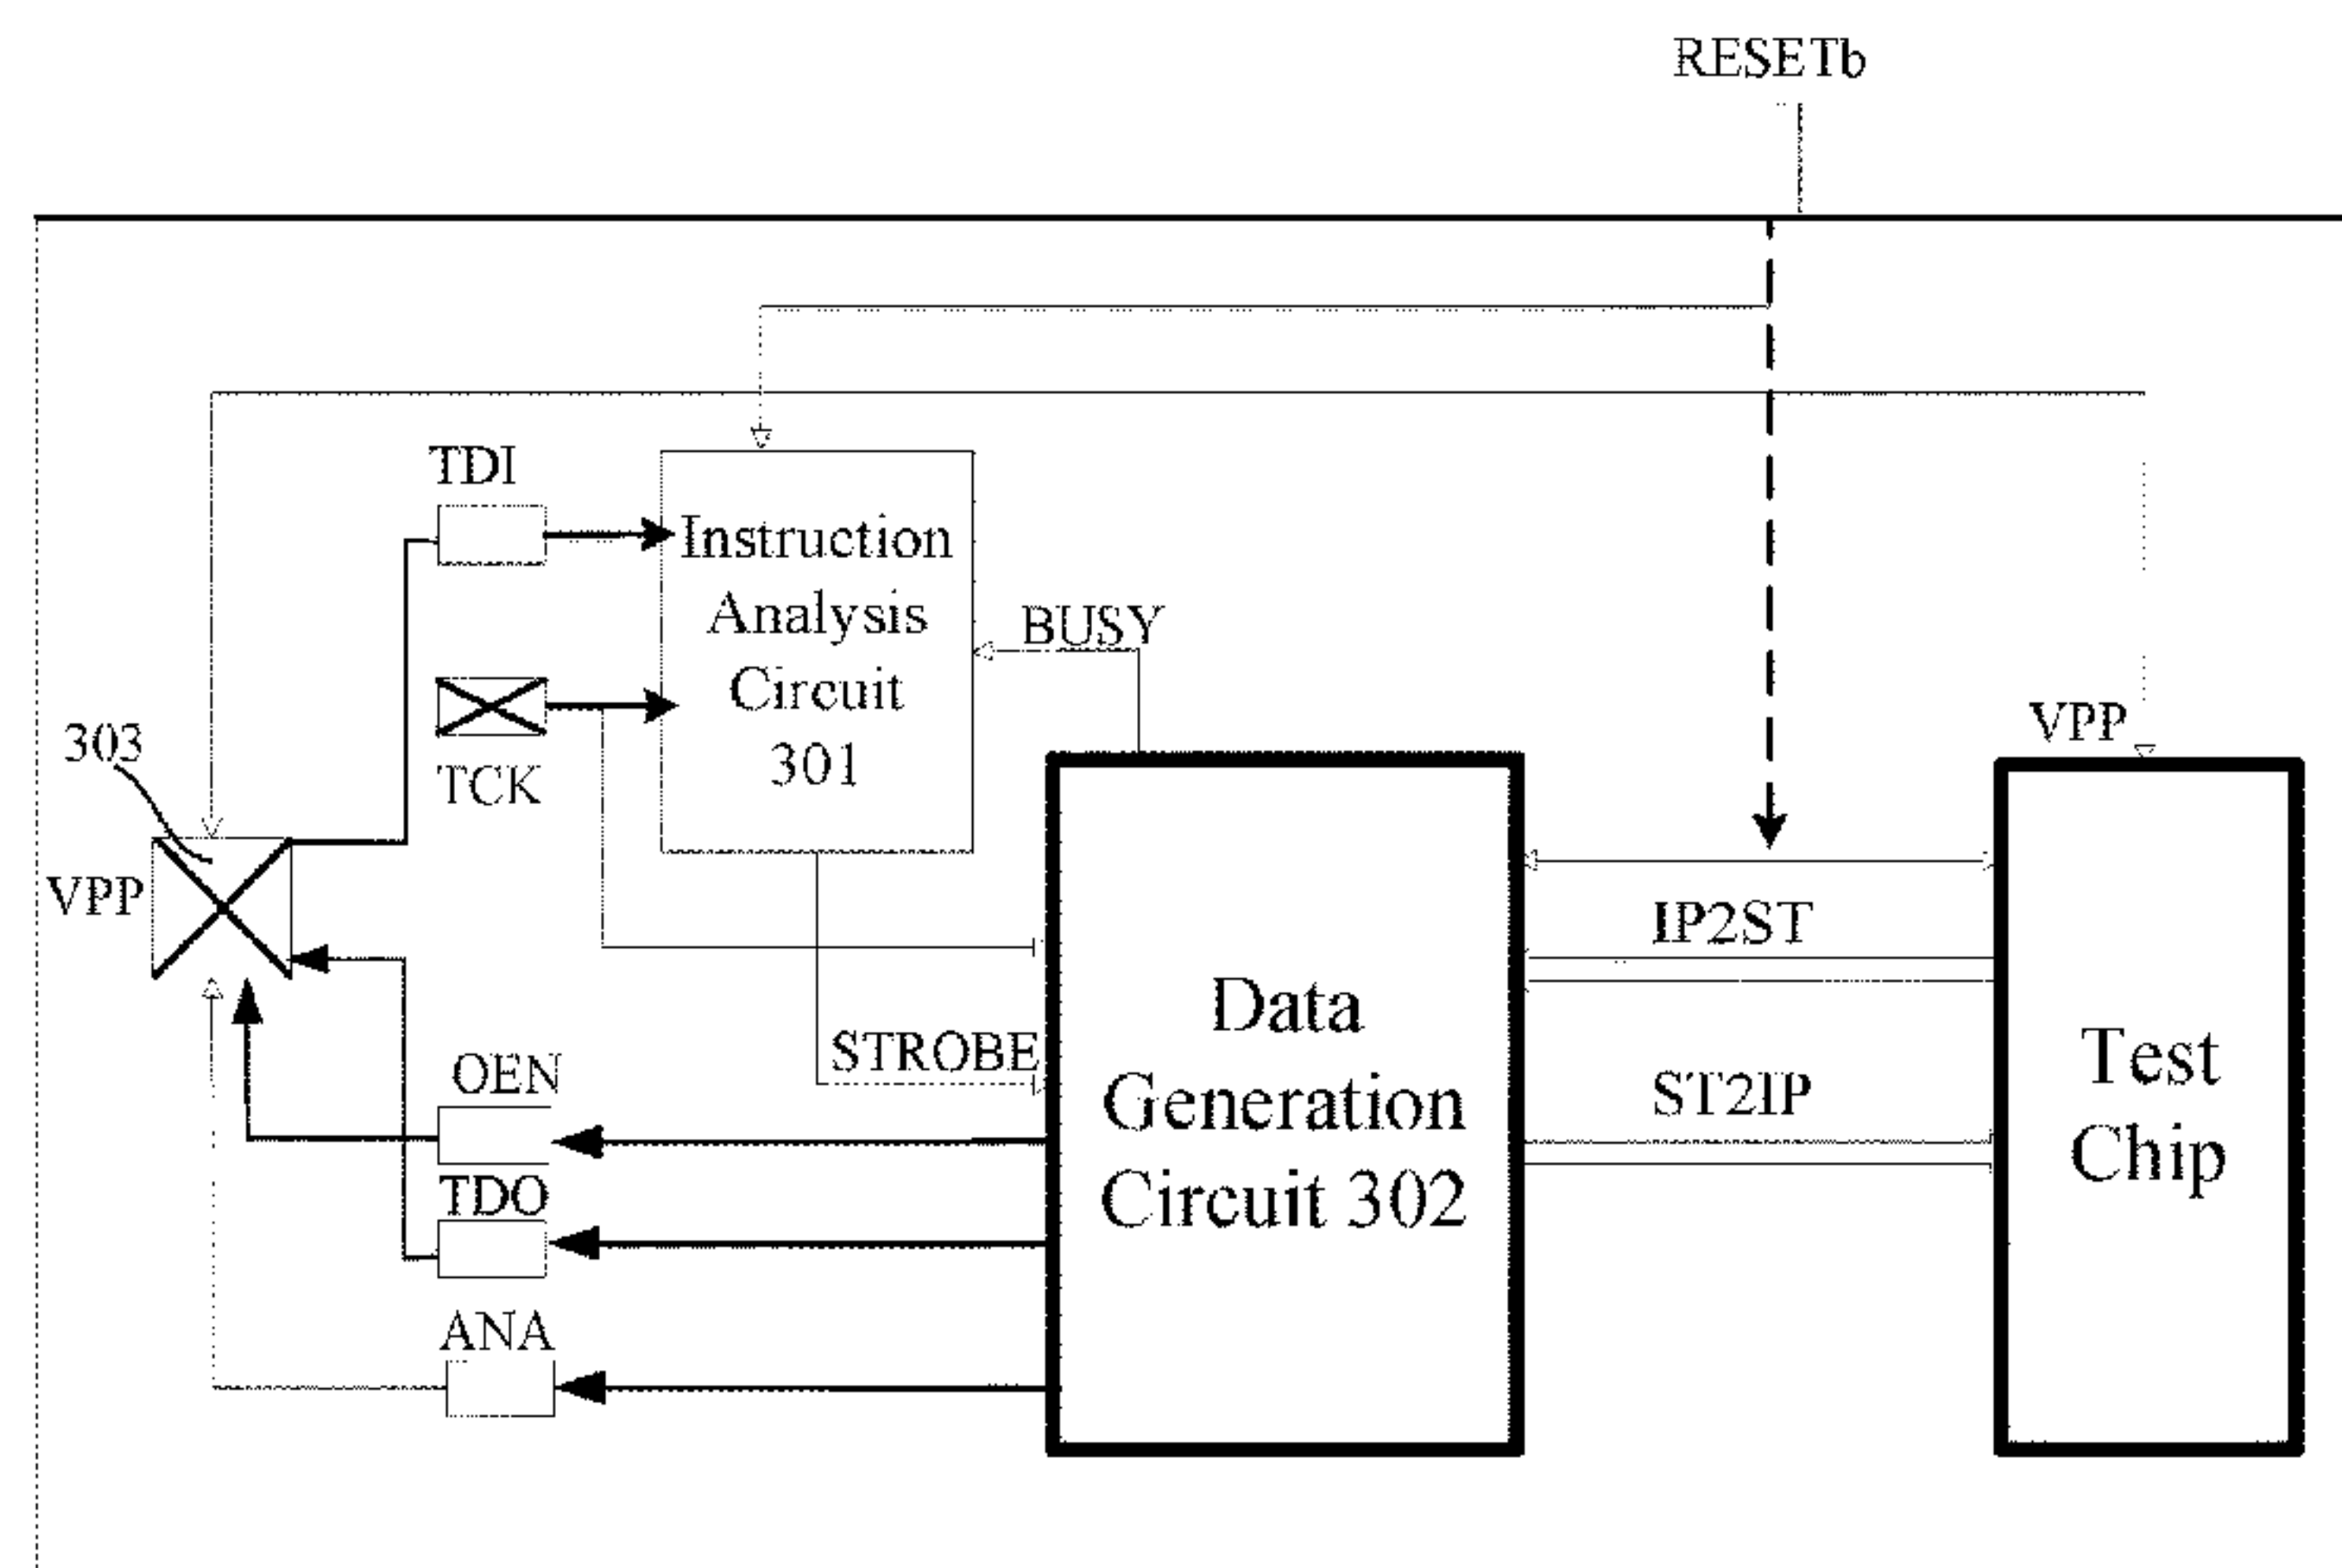 RESETb
TDI
Instruction
Analysis
Circuit
301
BUSY
TCK
303
VPP
VPP
IP2ST
STROBE
OEN
TDO
ANA
Data
Generation
Circuit 302
ST2IP
Test
Chip